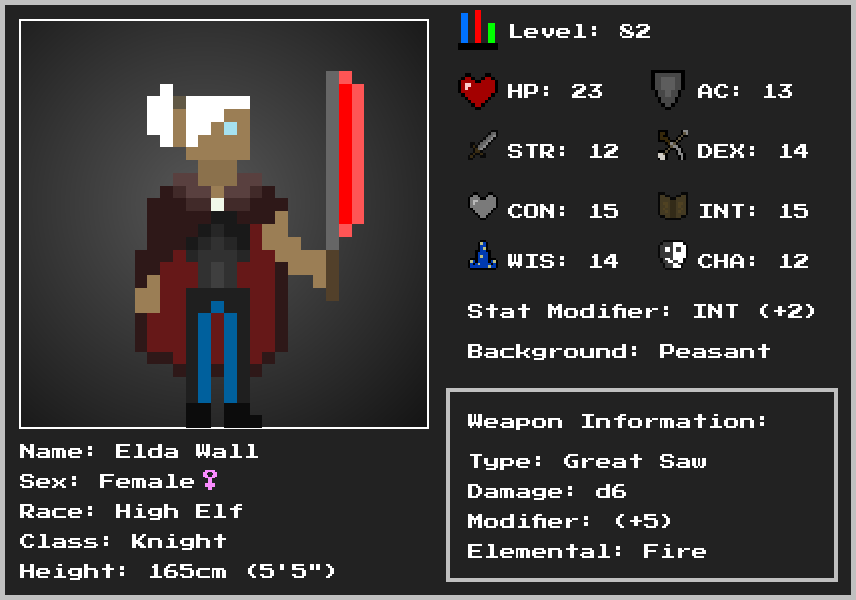 Level: 82
HP: 23 AC: 13
STR: 12 DEX: 14
CON: 15 INT: 15
WIS: 14 CHA: 12
Stat Modifier: INT (+2)
Background: Peasant
Name: Elda Wall
Sex: Female♀
Race: High Elf
Class: Knight
Height: 165cm (5'5")
Weapon Information:
Type: Great Saw
Damage: d6
Modifier: (+5)
Elemental: Fire